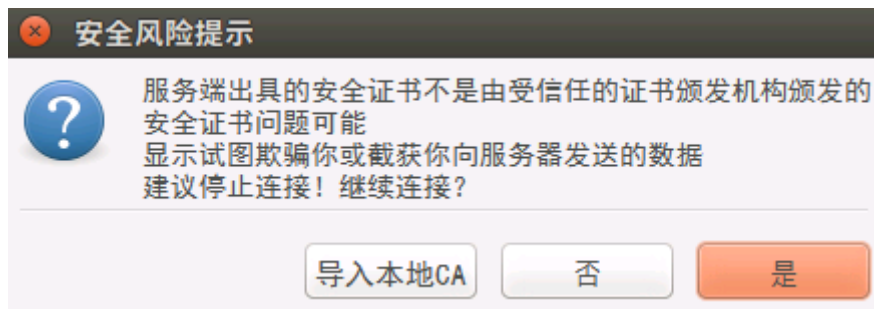 安全风险提示
服务端出具的安全证书不是由受信任的证书颁发机构颁发的
安全证书问题可能
显示试图欺骗你或截获你向服务器发送的数据
建议停止连接！继续连接？
导入本地CA 否 是